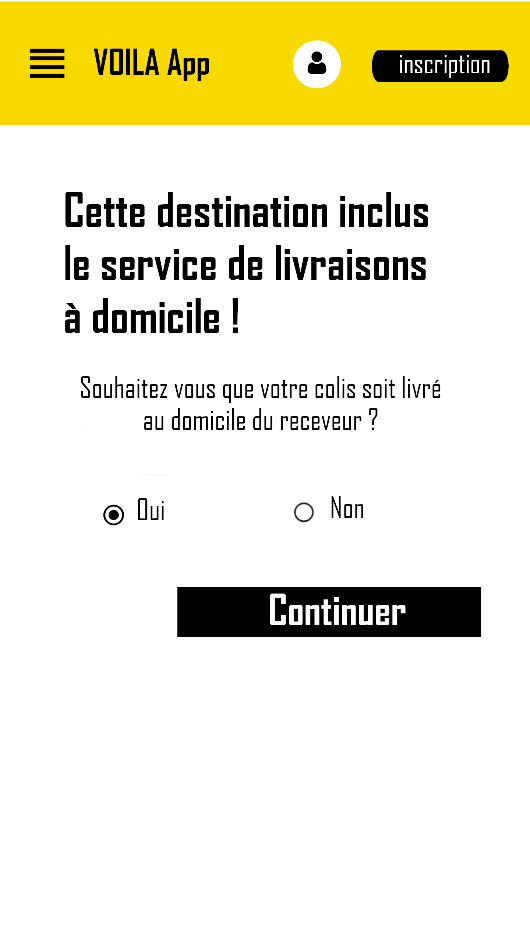 VOILA App
inscription
Cette destination inclus
le service de livraisons
à domicile !
Souhaitez vous que votre colis soit livré
au domicile du receveur ?
Oui
Non
Continuer